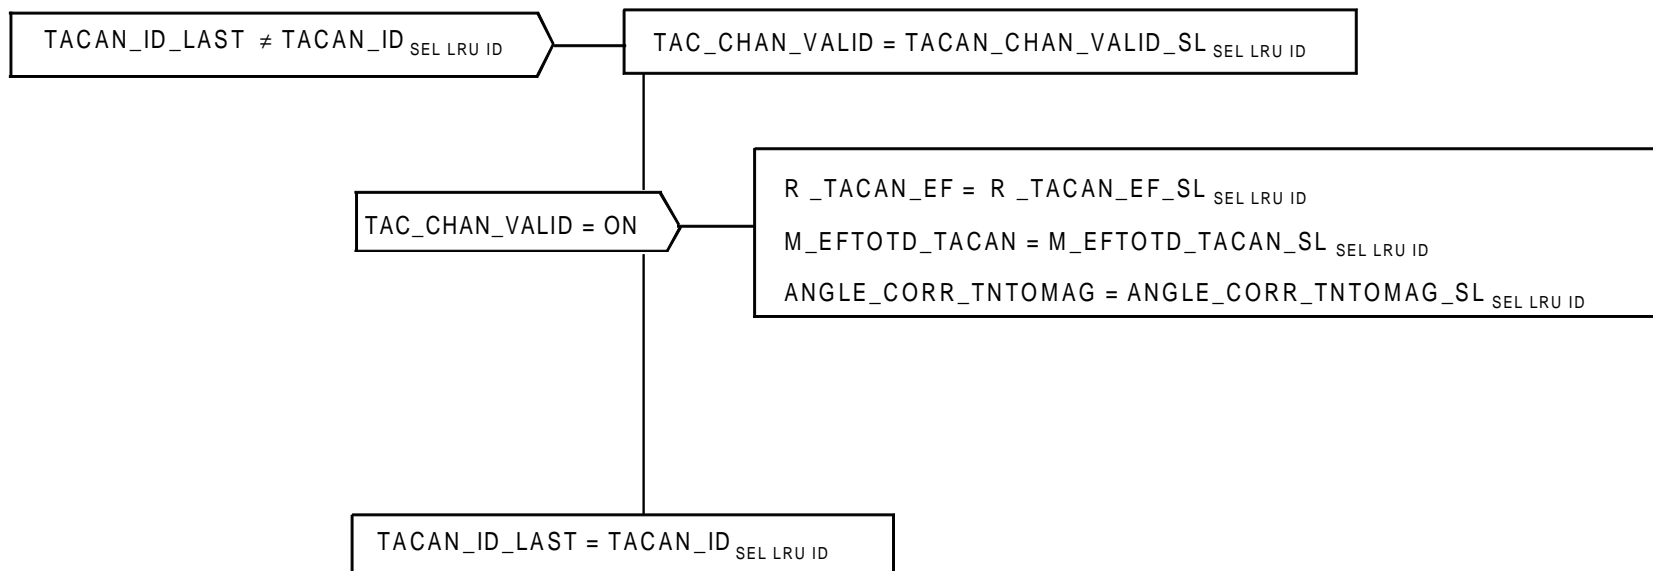 TACAN_ID_LAST ≠ TACAN_ID SEL LRU ID
TAC_CHAN_VALID = TACAN_CHAN_VALID_SL SEL LRU ID
TAC_CHAN_VALID = ON
R _TACAN_EF = R _TACAN_EF_SL SEL LRU ID
M_EFTOTD_TACAN = M_EFTOTD_TACAN_SL SEL LRU ID
ANGLE_CORR_TNTOMAG = ANGLE_CORR_TNTOMAG_SL SEL LRU ID
TACAN_ID_LAST = TACAN_ID SEL LRU ID